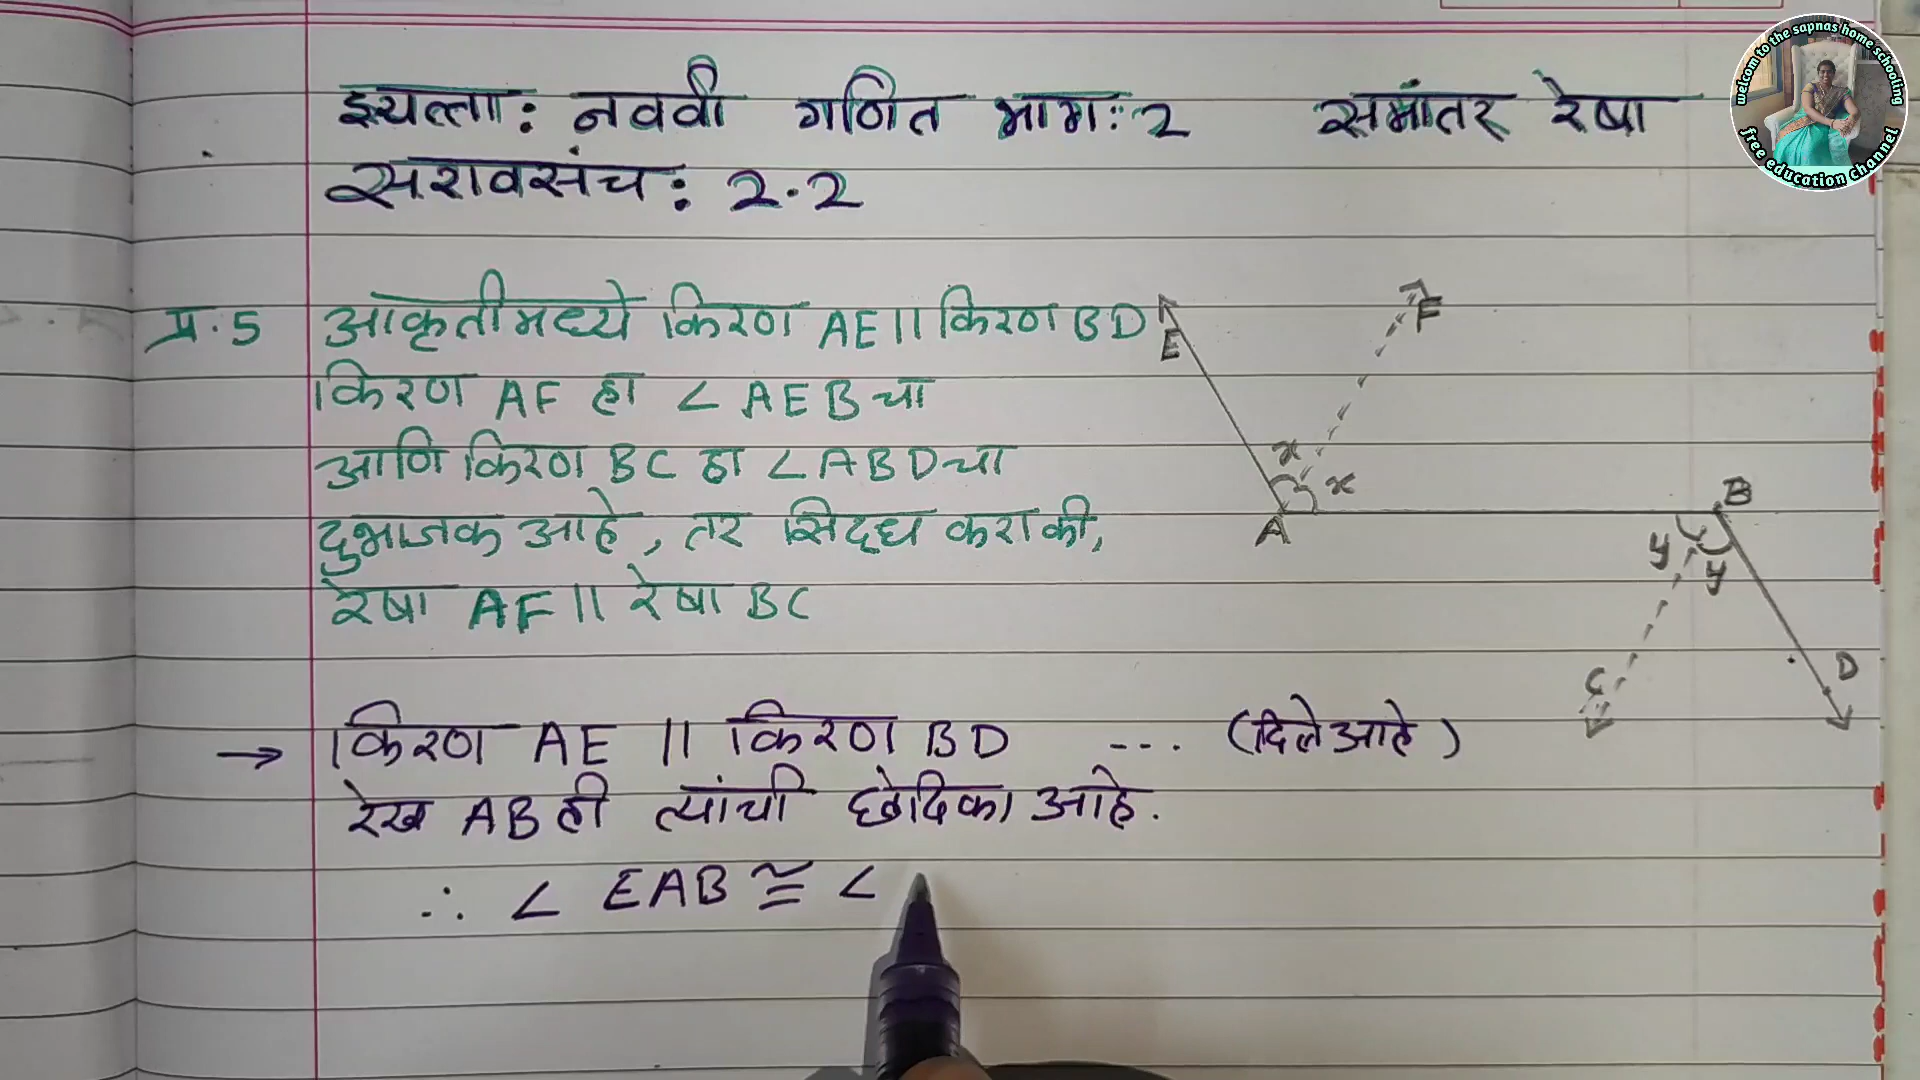 welcom to the sapnas home schooling
free education channel
इयत्ता: नववी गणित भाग: 2 समांतर रेषा
सरावसंच: 2.2
प्र.5 आकृतीमध्ये किरण AE || किरण BD
किरण AF हा ∠ AEB चा
आणि किरण BC हा ∠ABD चा
दुभाजक आहे, तर सिद्ध करा की,
रेषा AF || रेषा BC
E
F
x
x
A
B
y
y
C
D
→ किरण AE || किरण BD --- (दिले आहे)
रेख AB ही त्यांची छेदिका आहे.
∴ ∠ EAB ≅ ∠